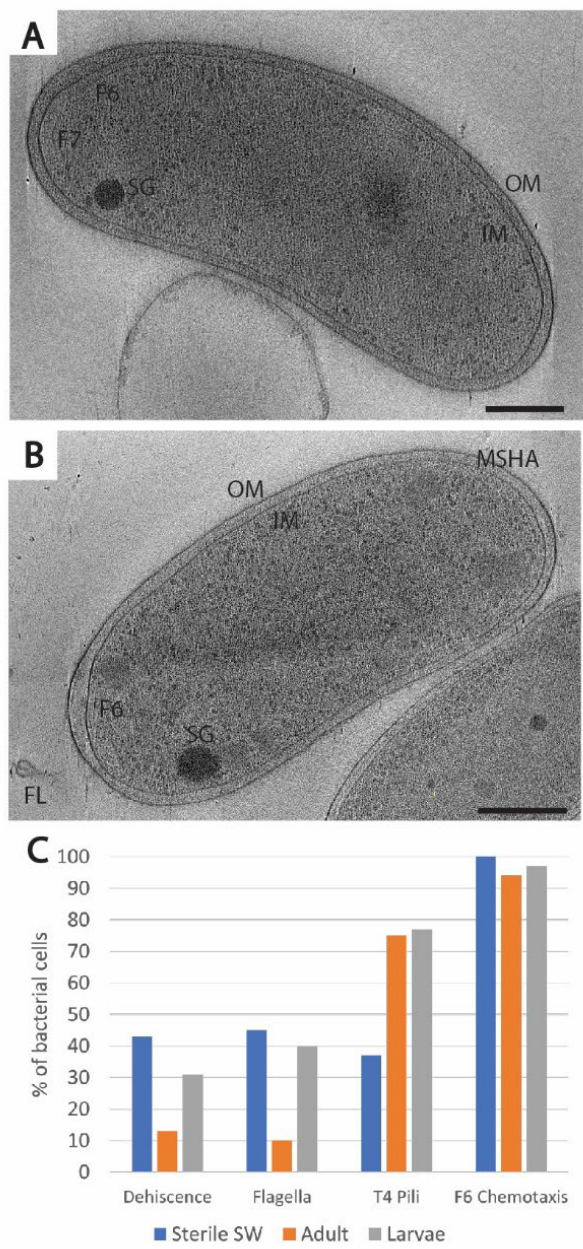 A
F6
F7
SG
OM
IM
B
MSHA
OM
IM
F6
SG
FL
C
% of bacterial cells
100
90
80
70
60
50
40
30
20
10
0
Dehiscence Flagella T4 Pili F6 Chemotaxis
Sterile SW Adult Larvae